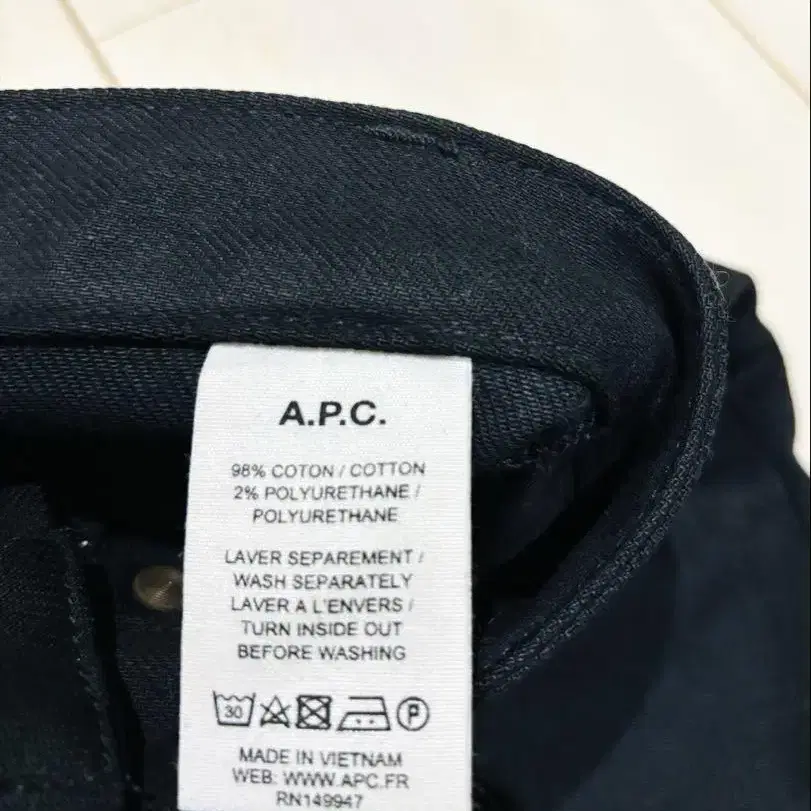 A.P.C.
98% COTON / COTTON
2% POLYURETHANE /
POLYURETHANE
LAVER SEPAREMENT /
WASH SEPARATELY
LAVER A L'ENVERS /
TURN INSIDE OUT
BEFORE WASHING
30 P
MADE IN VIETNAM
WEB: WWW.APC.FR
RN149947